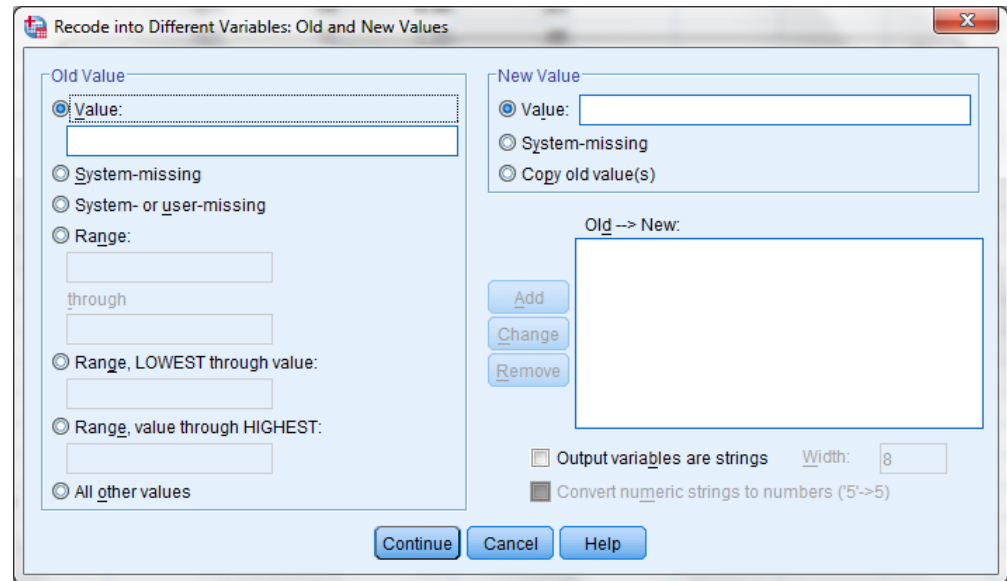 Recode into Different Variables: Old and New Values
Old Value
Value:
System-missing
System- or user-missing
Range:
through
Range, LOWEST through value:
Range, value through HIGHEST:
All other values
New Value
Value:
System-missing
Copy old value(s)
Old --> New:
Add
Change
Remove
Output variables are strings Width: 8
Convert numeric strings to numbers ('5'->5)
Continue Cancel Help